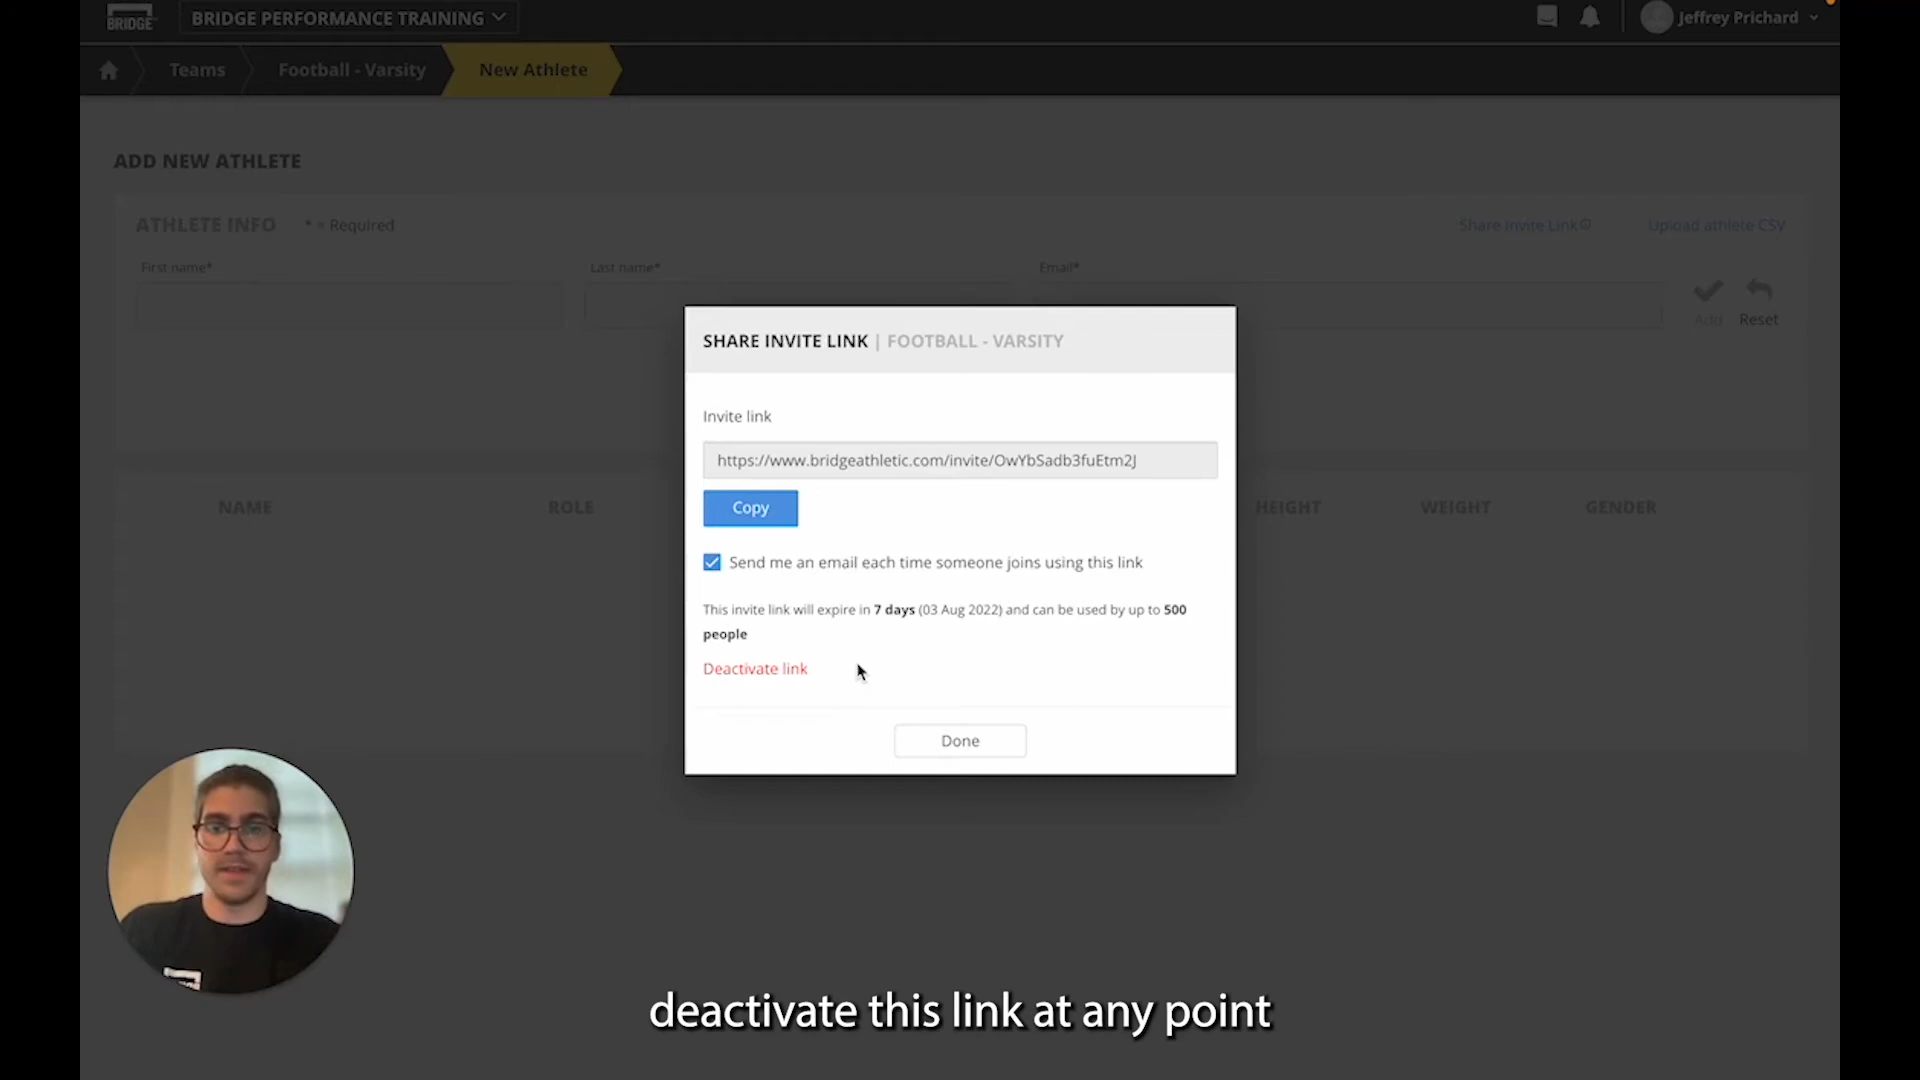 BRIDGE
BRIDGE PERFORMANCE TRAINING
Jeffrey Prichard
Teams
Football - Varsity
New Athlete
ADD NEW ATHLETE
ATHLETE INFO
* = Required
Share Invite Link
Upload athlete CSV
First name*
Last name*
Email*
Add
Reset
SHARE INVITE LINK | FOOTBALL - VARSITY
Invite link
https://www.bridgeathletic.com/invite/OwYbSadb3fuEtm2J
Copy
Send me an email each time someone joins using this link
This invite link will expire in 7 days (03 Aug 2022) and can be used by up to 500
people
Deactivate link
Done
NAME
ROLE
HEIGHT
WEIGHT
GENDER
deactivate this link at any point